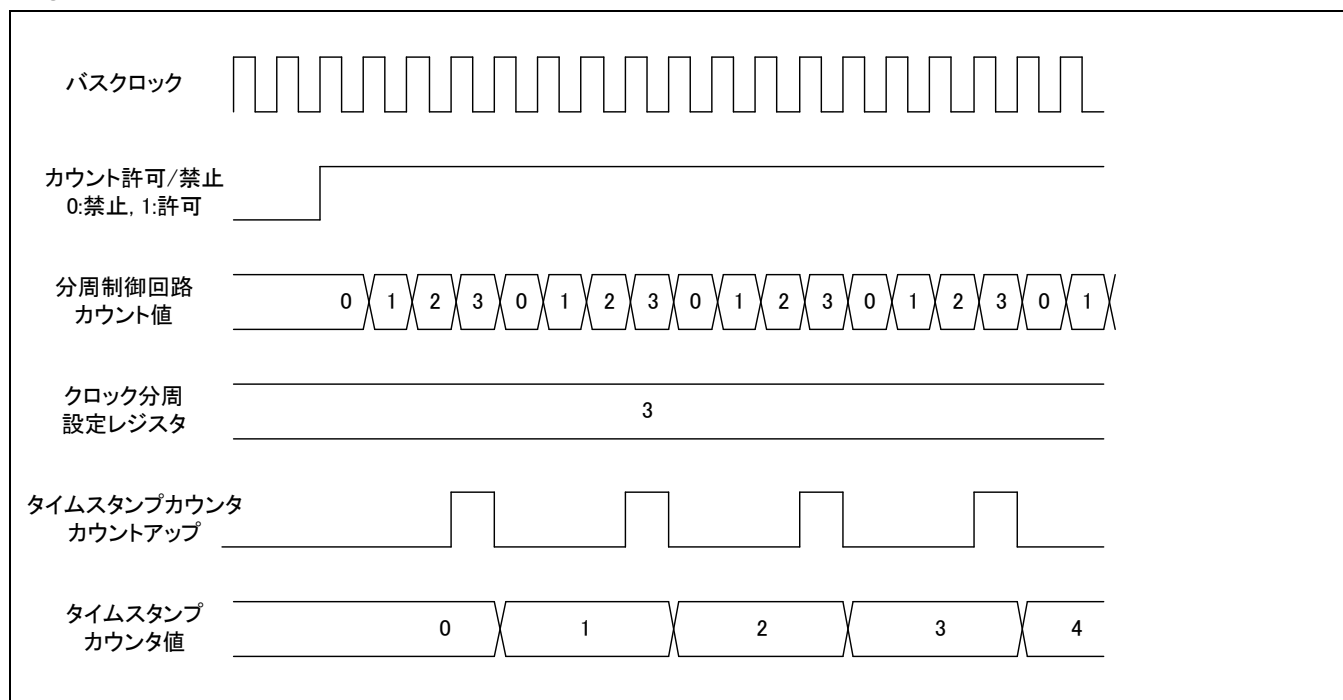 バスクロック
カウント許可/禁止
0:禁止, 1:許可
分周制御回路
カウント値
0 1 2 3 0 1 2 3 0 1 2 3 0 1 2 3 0 1
クロック分周
設定レジスタ
3
タイムスタンプカウンタ
カウントアップ
タイムスタンプ
カウンタ値
0 1 2 3 4